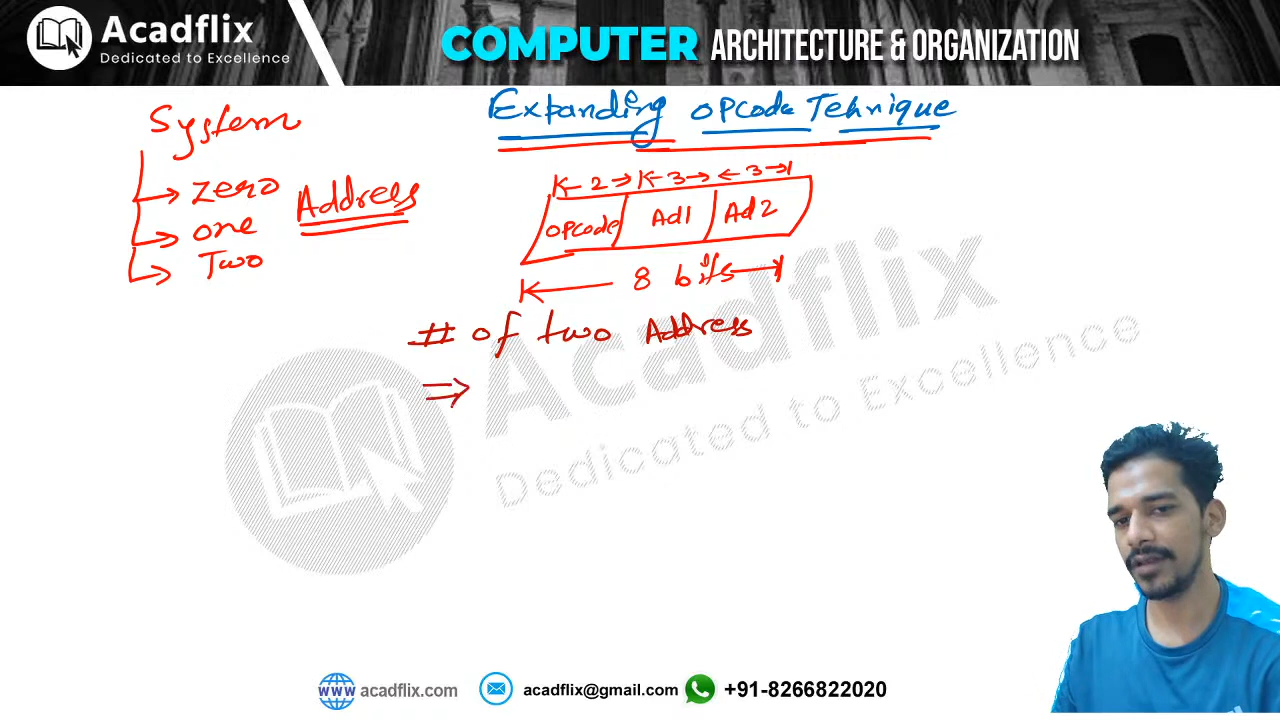 Acadflix
Dedicated to Excellence
COMPUTER ARCHITECTURE & ORGANIZATION
System
Expanding OPCode Tehnique
→ zero
→ one
→ Two
Address
2 3 3
OPCode Ad1 Ad2
8 bits
# of two Address
⇒
Acadflix
Dedicated to Excellence
www acadflix.com
acadflix@gmail.com
+91-8266822020